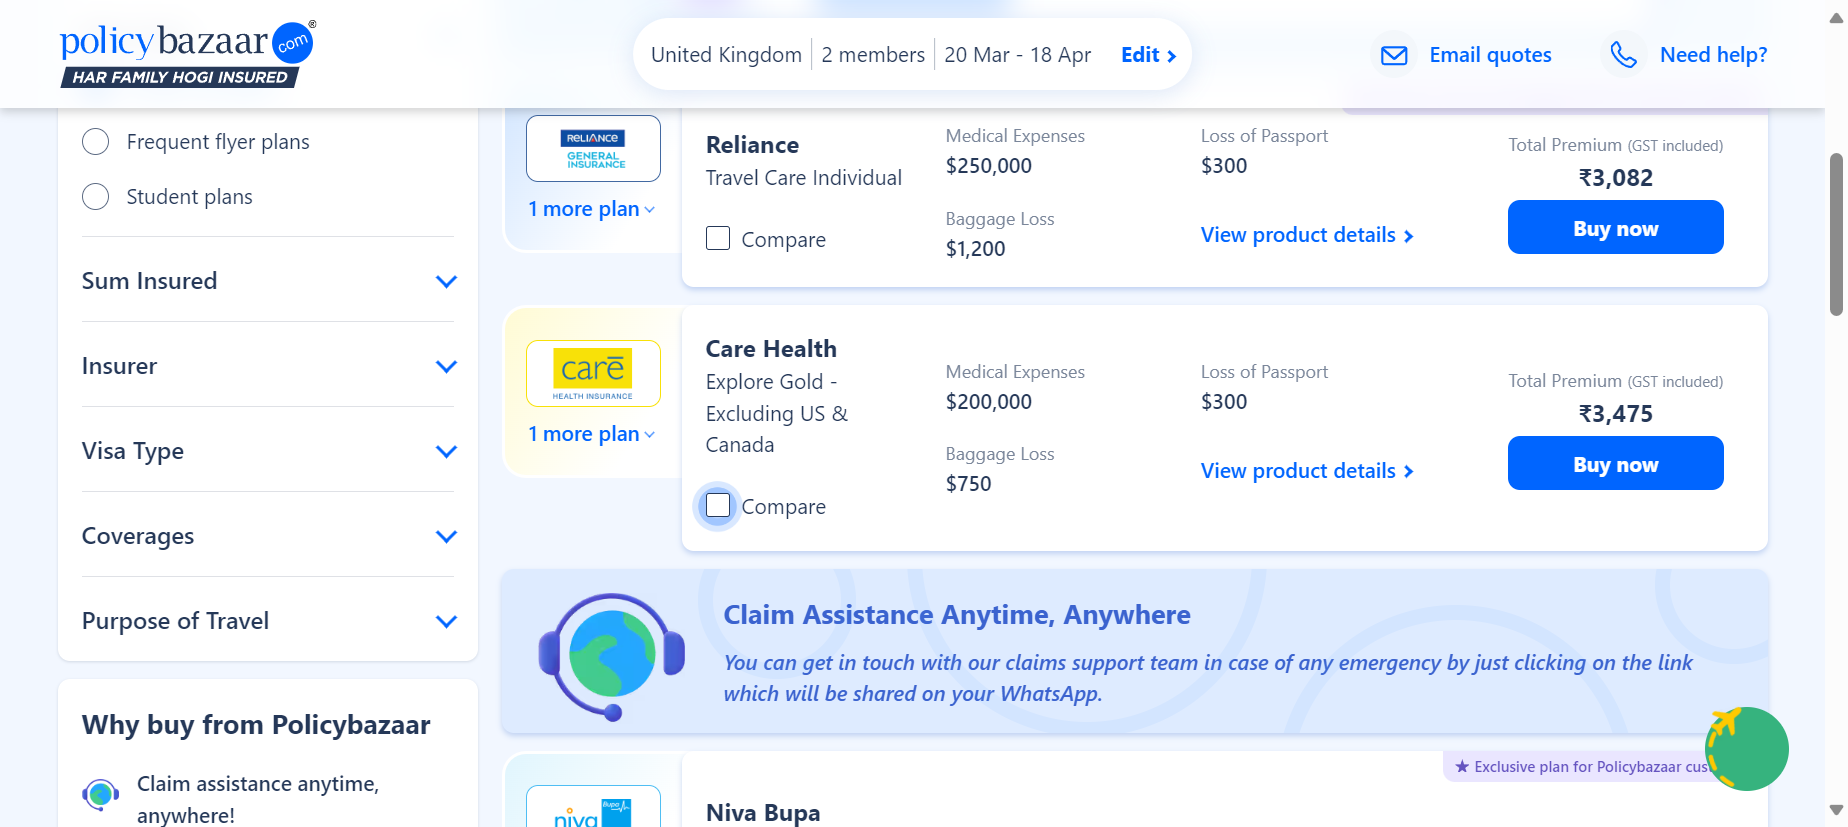 policybazaar.com®
HAR FAMILY HOGI INSURED
United Kingdom
2 members
20 Mar - 18 Apr
Edit
Email quotes
Need help?
Frequent flyer plans
Student plans
Sum Insured
Insurer
Visa Type
Coverages
Purpose of Travel
Why buy from Policybazaar
Claim assistance anytime,
anywhere!
RELIANCE
GENERAL
INSURANCE
1 more plan
Reliance
Travel Care Individual
Compare
Medical Expenses
$250,000
Baggage Loss
$1,200
Loss of Passport
$300
View product details
Total Premium (GST included)
₹3,082
Buy now
care
HEALTH INSURANCE
1 more plan
Care Health
Explore Gold -
Excluding US &
Canada
Compare
Medical Expenses
$200,000
Baggage Loss
$750
Loss of Passport
$300
View product details
Total Premium (GST included)
₹3,475
Buy now
Claim Assistance Anytime, Anywhere
You can get in touch with our claims support team in case of any emergency by just clicking on the link
which will be shared on your WhatsApp.
Exclusive plan for Policybazaar
niva
Bupa
Niva Bupa